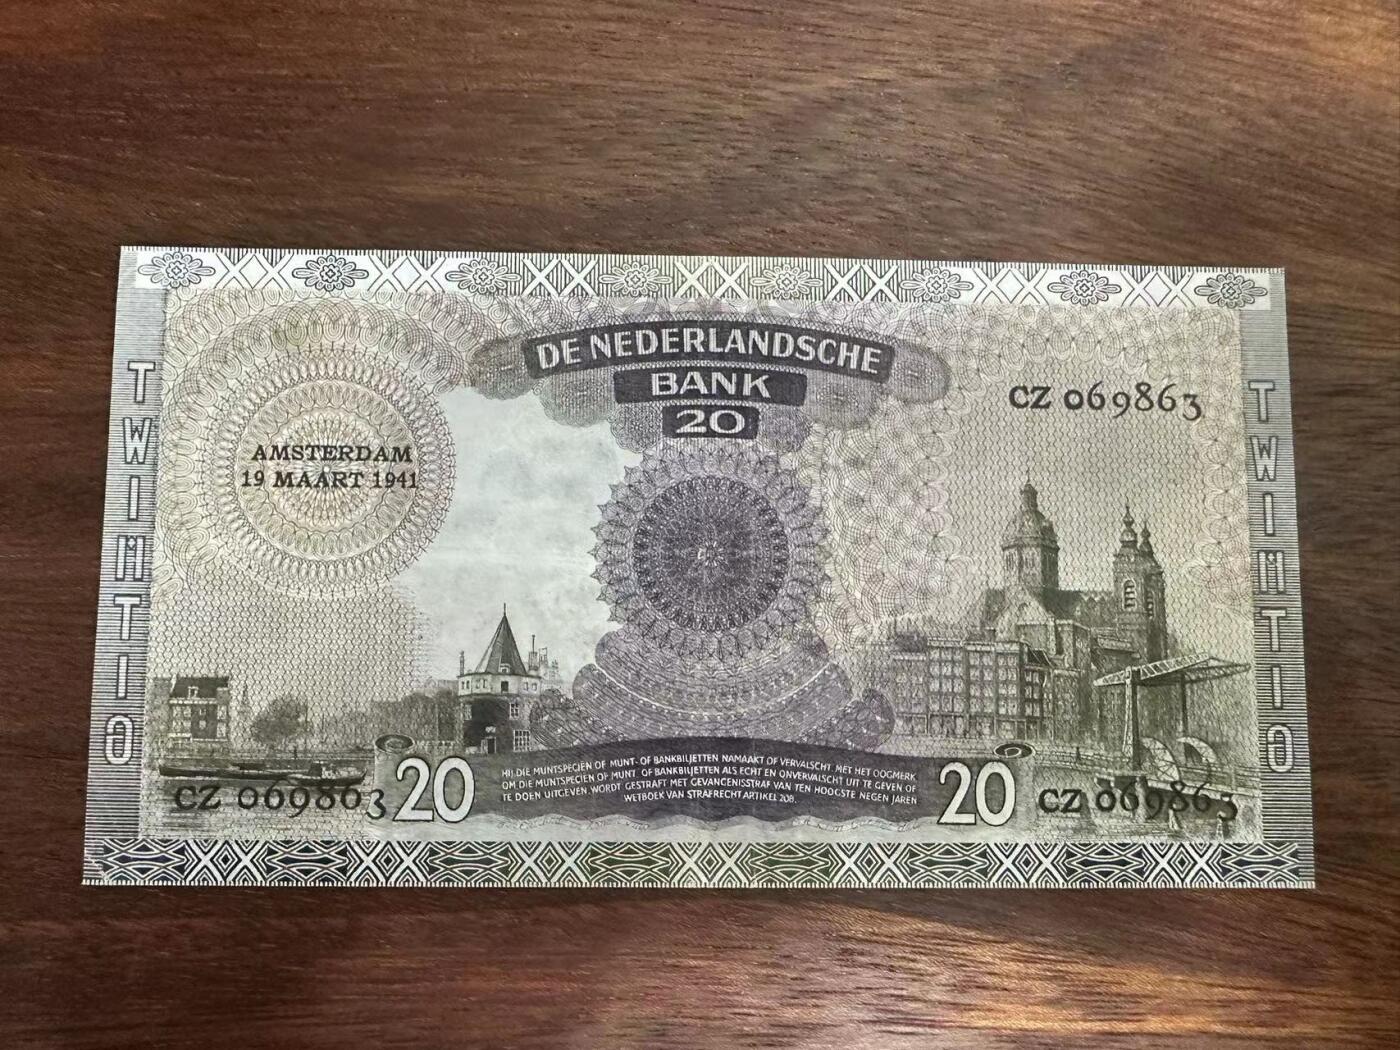 DE NEDERLANDSCHE
BANK
20
CZ 069863
AMSTERDAM
19 MAART 1941
TWINTIG
TWINTIG
20
HIJ, DIE MUNTSPECIEN OF MUNT- OF BANKBILJETTEN NAMAAKT OF VERVALSCHT, MET HET OOGMERK
OM DIE MUNTSPECIEN OF MUNT- OF BANKBILJETTEN ALS ECHT EN ONVERVALSCHT UIT TE GEVEN OF
TE DOEN UITGEVEN, WORDT GESTRAFT MET GEVANGENISSTRAF VAN TEN HOOGSTE NEGEN JAREN
WETBOEK VAN STRAFRECHT ARTIKEL 208.
20
CZ 069863
CZ 069863